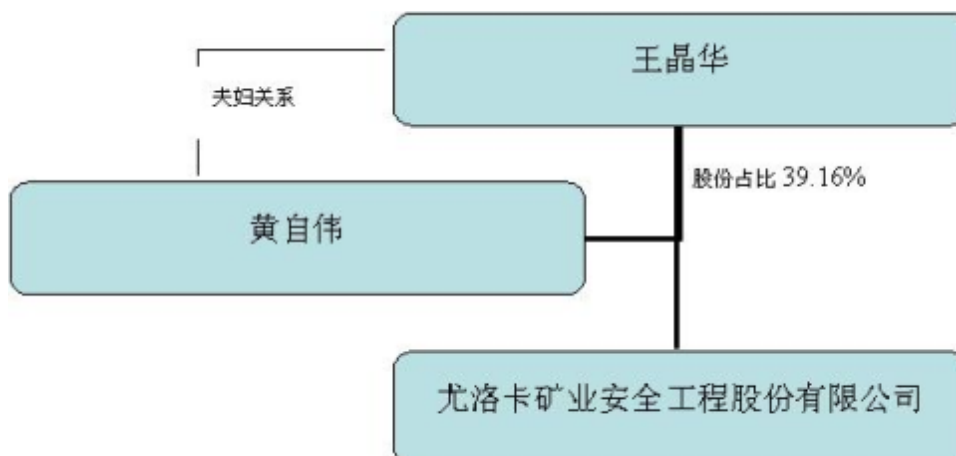 王晶华
夫妇关系
股份占比 39.16%
黄自伟
尤洛卡矿业安全工程股份有限公司